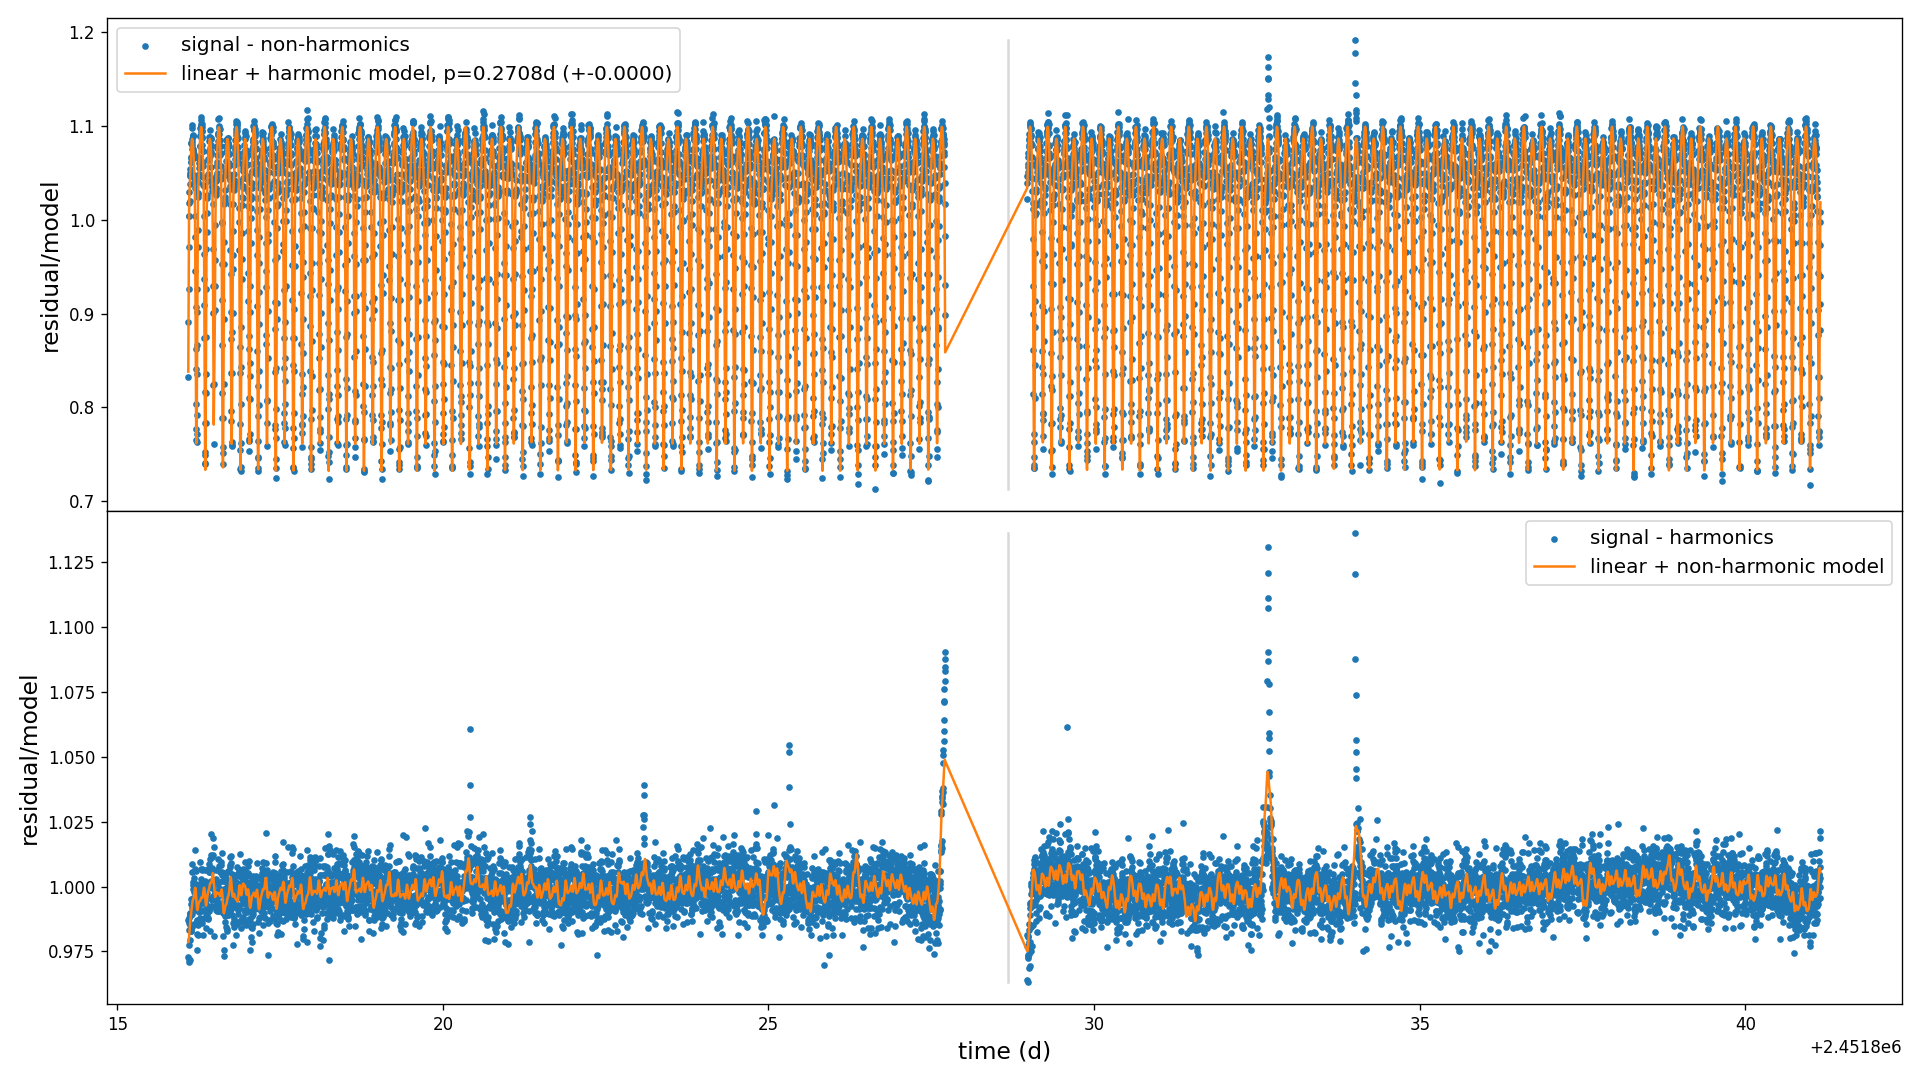 signal - non-harmonics
linear + harmonic model, p=0.2708d (+-0.0000)
1.2
1.1
1.0
0.9
0.8
0.7
residual/model
signal - harmonics
linear + non-harmonic model
1.125
1.100
1.075
1.050
1.025
1.000
0.975
residual/model
15 20 25 30 35 40
time (d)
+2.4518e6